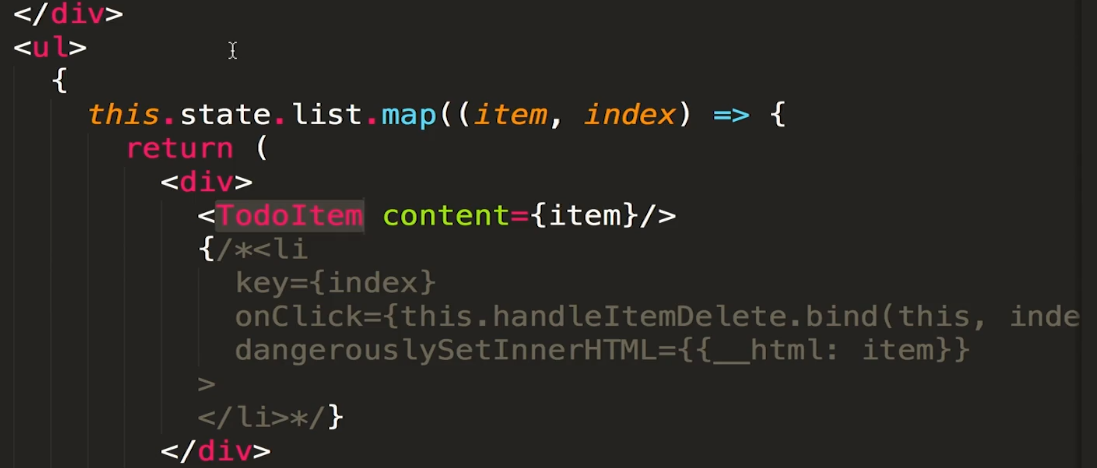 </div>
<ul>
{
this.state.list.map((item, index) => {
return (
<div>
<TodoItem content={item}/>
{/*<li
key={index}
onClick={this.handleItemDelete.bind(this, inde
dangerouslySetInnerHTML={{__html: item}}
>
</li>*/}
</div>